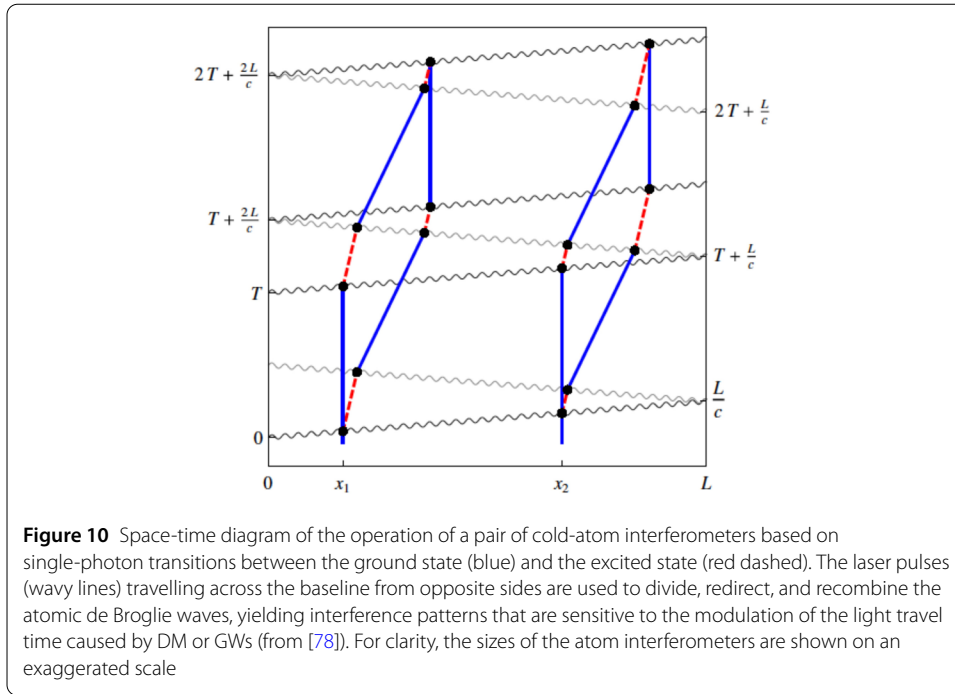 2T + 2L/c
2T + L/c
T + 2L/c
T + L/c
T
L/c
0
0 x₁ x₂ L
Figure 10 Space-time diagram of the operation of a pair of cold-atom interferometers based on
single-photon transitions between the ground state (blue) and the excited state (red dashed). The laser pulses
(wavy lines) travelling across the baseline from opposite sides are used to divide, redirect, and recombine the
atomic de Broglie waves, yielding interference patterns that are sensitive to the modulation of the light travel
time caused by DM or GWs (from [78]). For clarity, the sizes of the atom interferometers are shown on an
exaggerated scale